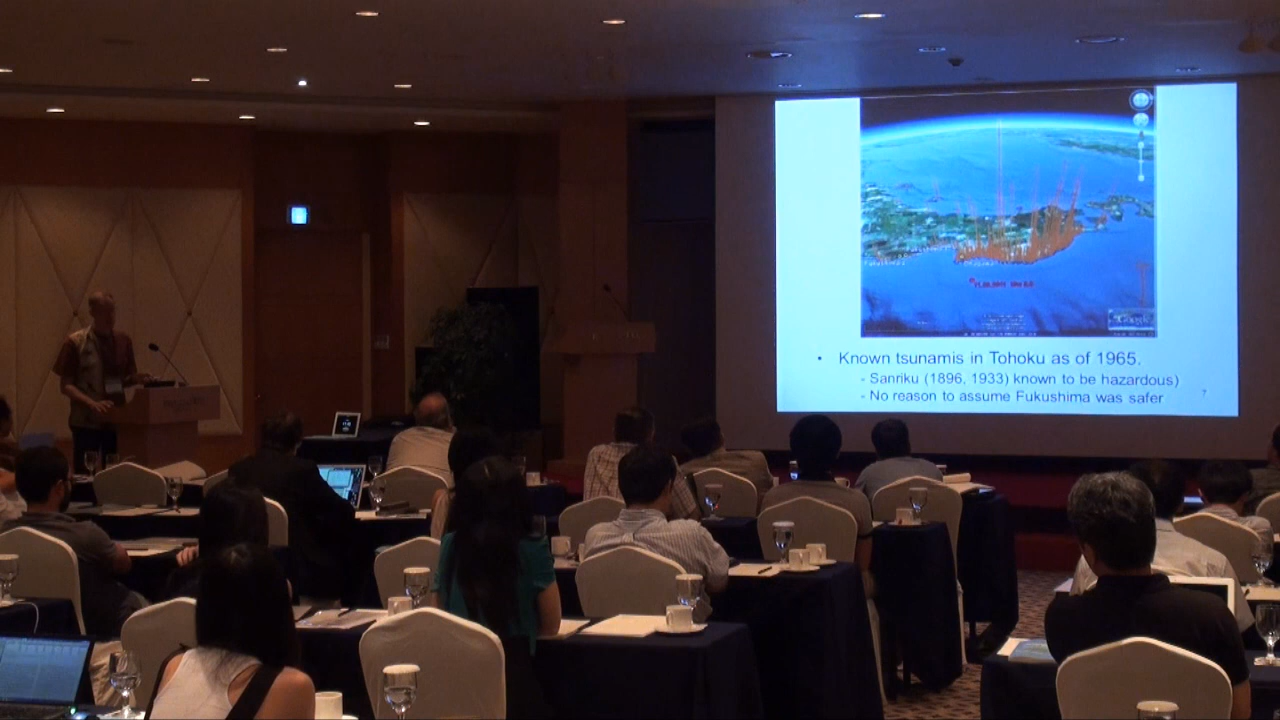 • Known tsunamis in Tohoku as of 1965.
- Sanriku (1896, 1933) known to be hazardous)
- No reason to assume Fukushima was safer
7